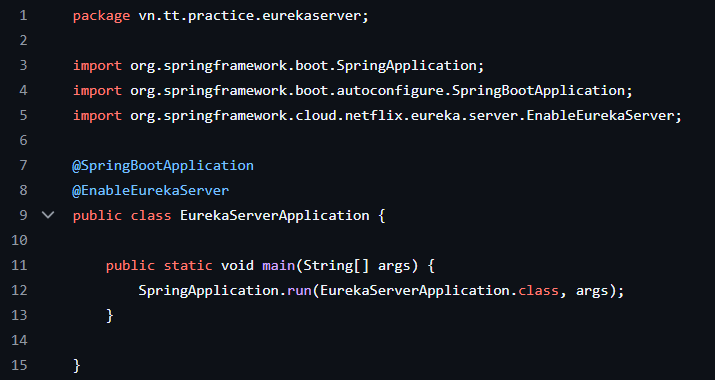 1 package vn.tt.practice.eurekaserver;
2
3 import org.springframework.boot.SpringApplication;
4 import org.springframework.boot.autoconfigure.SpringBootApplication;
5 import org.springframework.cloud.netflix.eureka.server.EnableEurekaServer;
6
7 @SpringBootApplication
8 @EnableEurekaServer
9 public class EurekaServerApplication {
10
11     public static void main(String[] args) {
12         SpringApplication.run(EurekaServerApplication.class, args);
13     }
14
15 }